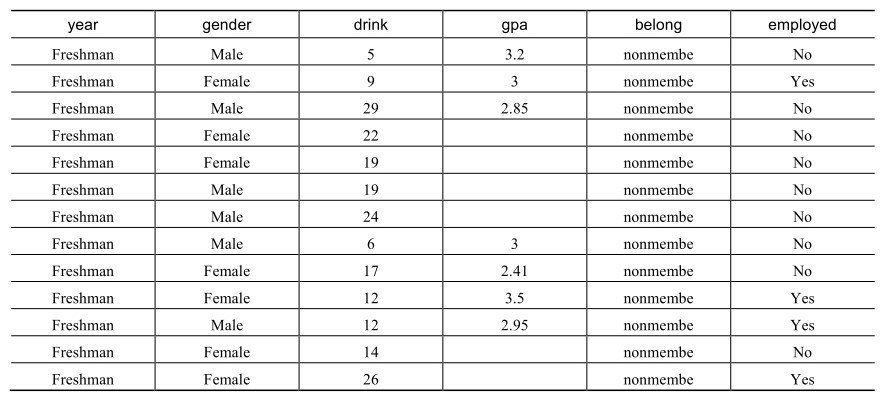 year gender drink gpa belong employed
Freshman Male 5 3.2 nonmembe No
Freshman Female 9 3 nonmembe Yes
Freshman Male 29 2.85 nonmembe No
Freshman Female 22 nonmembe No
Freshman Female 19 nonmembe No
Freshman Male 19 nonmembe No
Freshman Male 24 nonmembe No
Freshman Male 6 3 nonmembe No
Freshman Female 17 2.41 nonmembe No
Freshman Female 12 3.5 nonmembe Yes
Freshman Male 12 2.95 nonmembe Yes
Freshman Female 14 nonmembe No
Freshman Female 26 nonmembe Yes